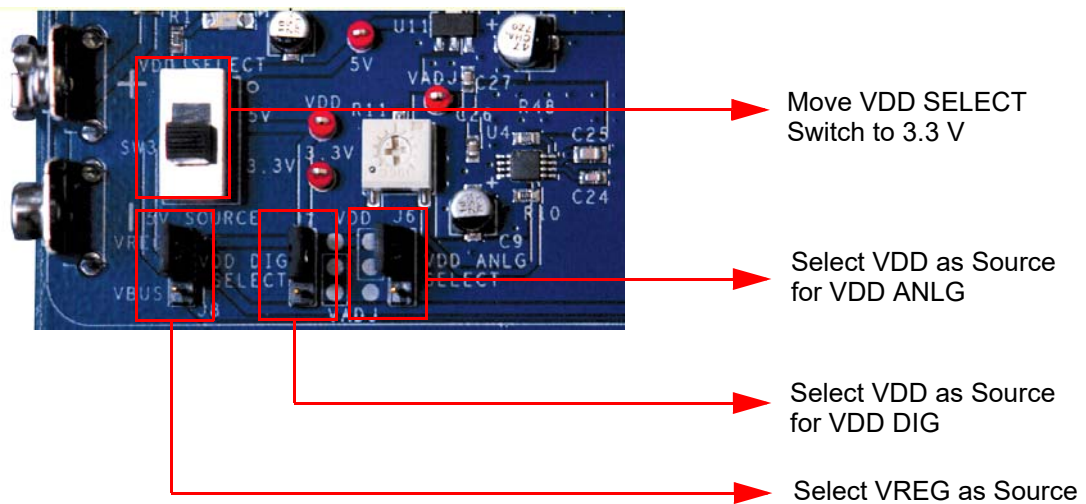 R1
U11
47
CHA
720
VDD SELECT
5V
VADJ
C27
5V
VDD
R11
C26
R48
Move VDD SELECT
Switch to 3.3 V
SW3
3.3V
3.3V
U4
C25
C24
R10
5V SOURCE
J7
VDD
J6
C9
VREG
VDD DIG
SELECT
VDD ANLG
SELECT
VBUS
J8
VADJ
Select VDD as Source
for VDD ANLG
Select VDD as Source
for VDD DIG
Select VREG as Source